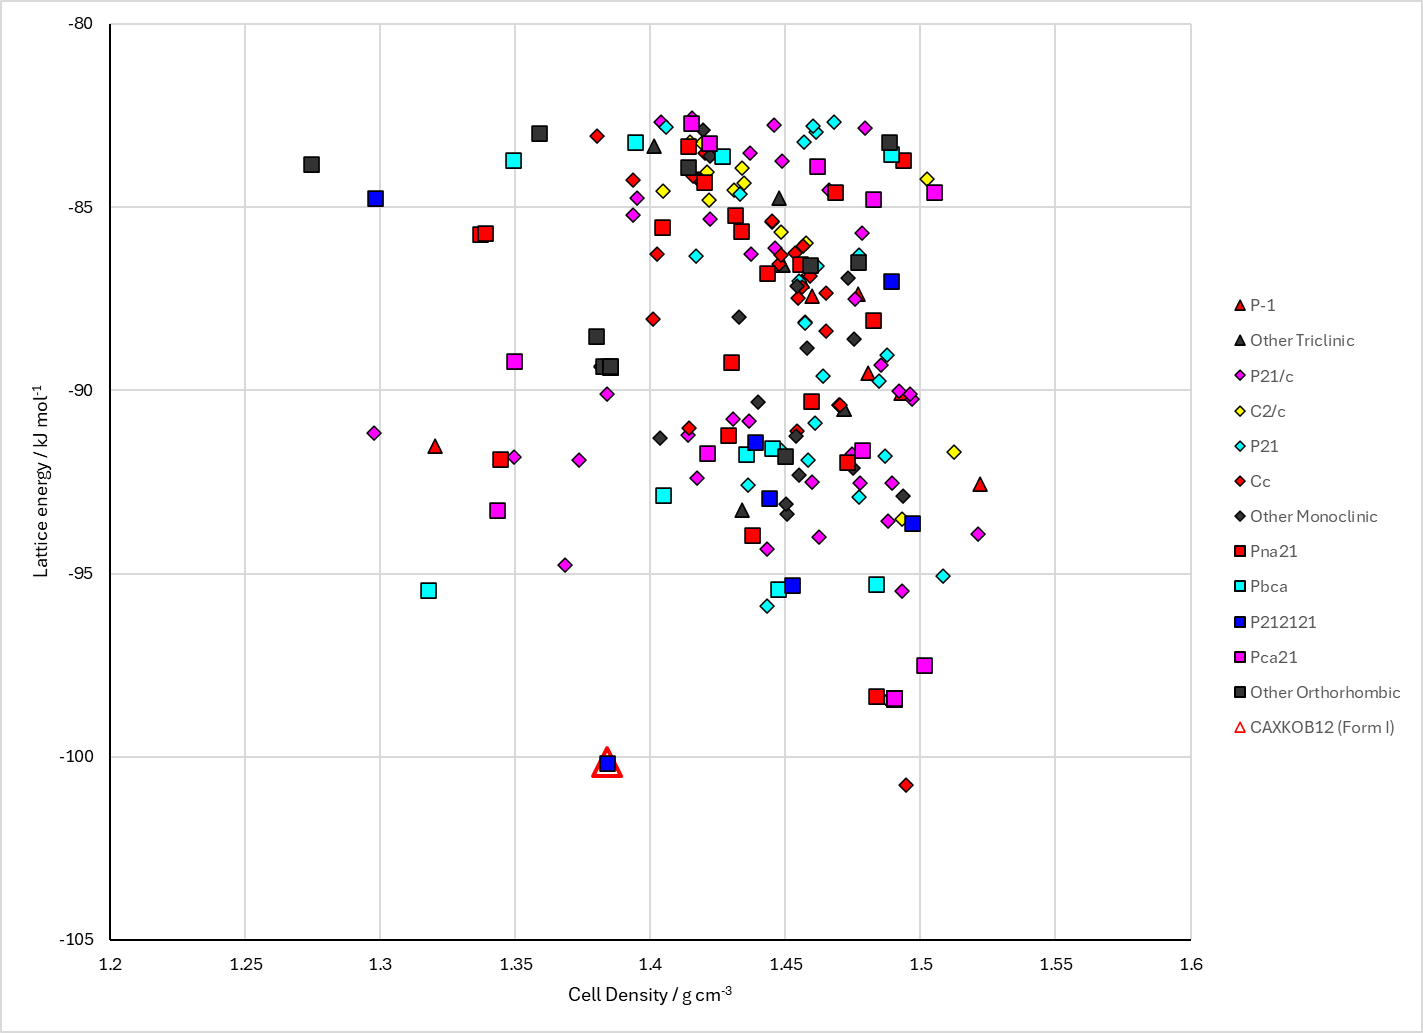 -80
-85
-90
-95
-100
-105
Lattice energy / kJ mol-1
1.2 1.25 1.3 1.35 1.4 1.45 1.5 1.55 1.6
Cell Density / g cm-3
P-1
Other Triclinic
P21/c
C2/c
P21
Cc
Other Monoclinic
Pna21
Pbca
P212121
Pca21
Other Orthorhombic
CAXKOB12 (Form I)